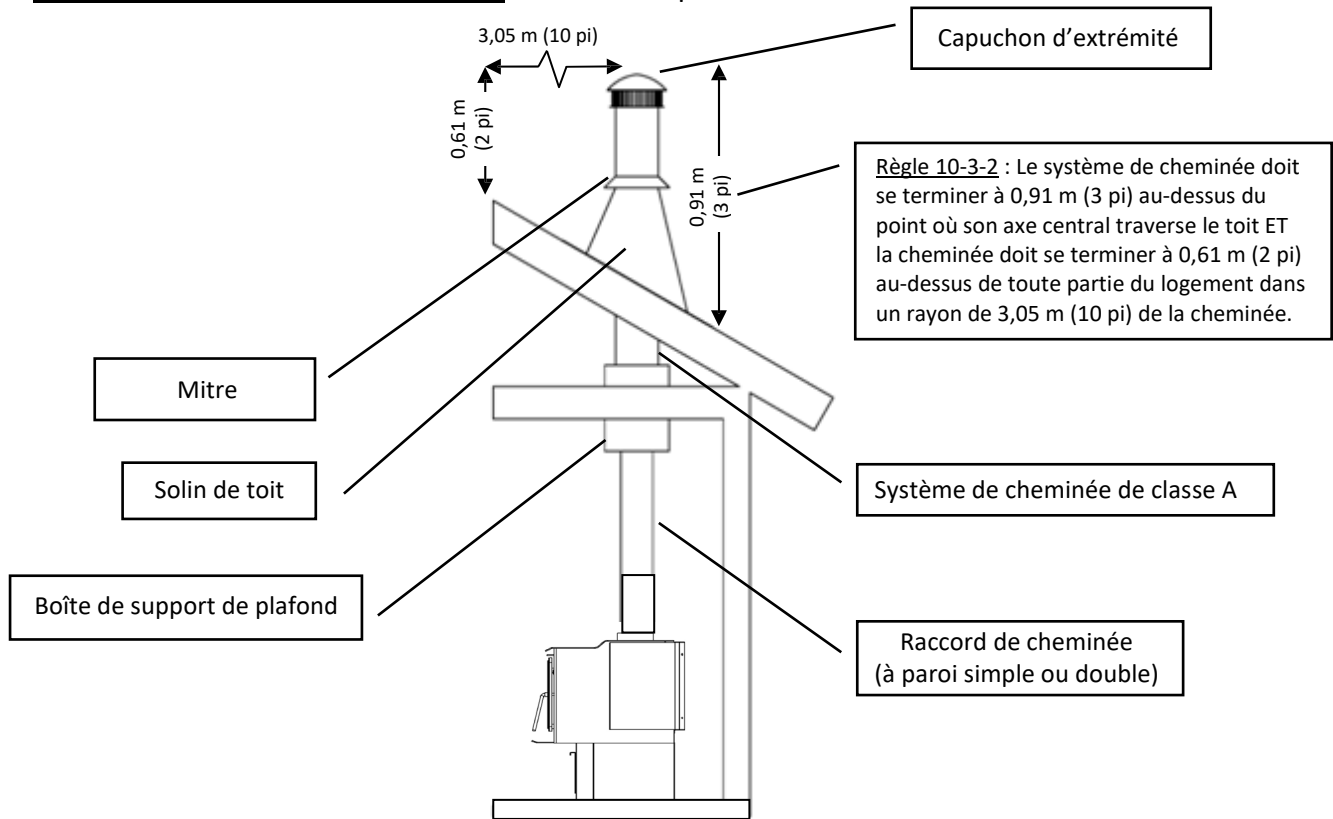 3,05 m (10 pi)
Capuchon d’extrémité
0,61 m
(2 pi)
0,91 m
(3 pi)
Règle 10-3-2 : Le système de cheminée doit
se terminer à 0,91 m (3 pi) au-dessus du
point où son axe central traverse le toit ET
la cheminée doit se terminer à 0,61 m (2 pi)
au-dessus de toute partie du logement dans
un rayon de 3,05 m (10 pi) de la cheminée.
Mitre
Solin de toit
Système de cheminée de classe A
Boîte de support de plafond
Raccord de cheminée
(à paroi simple ou double)